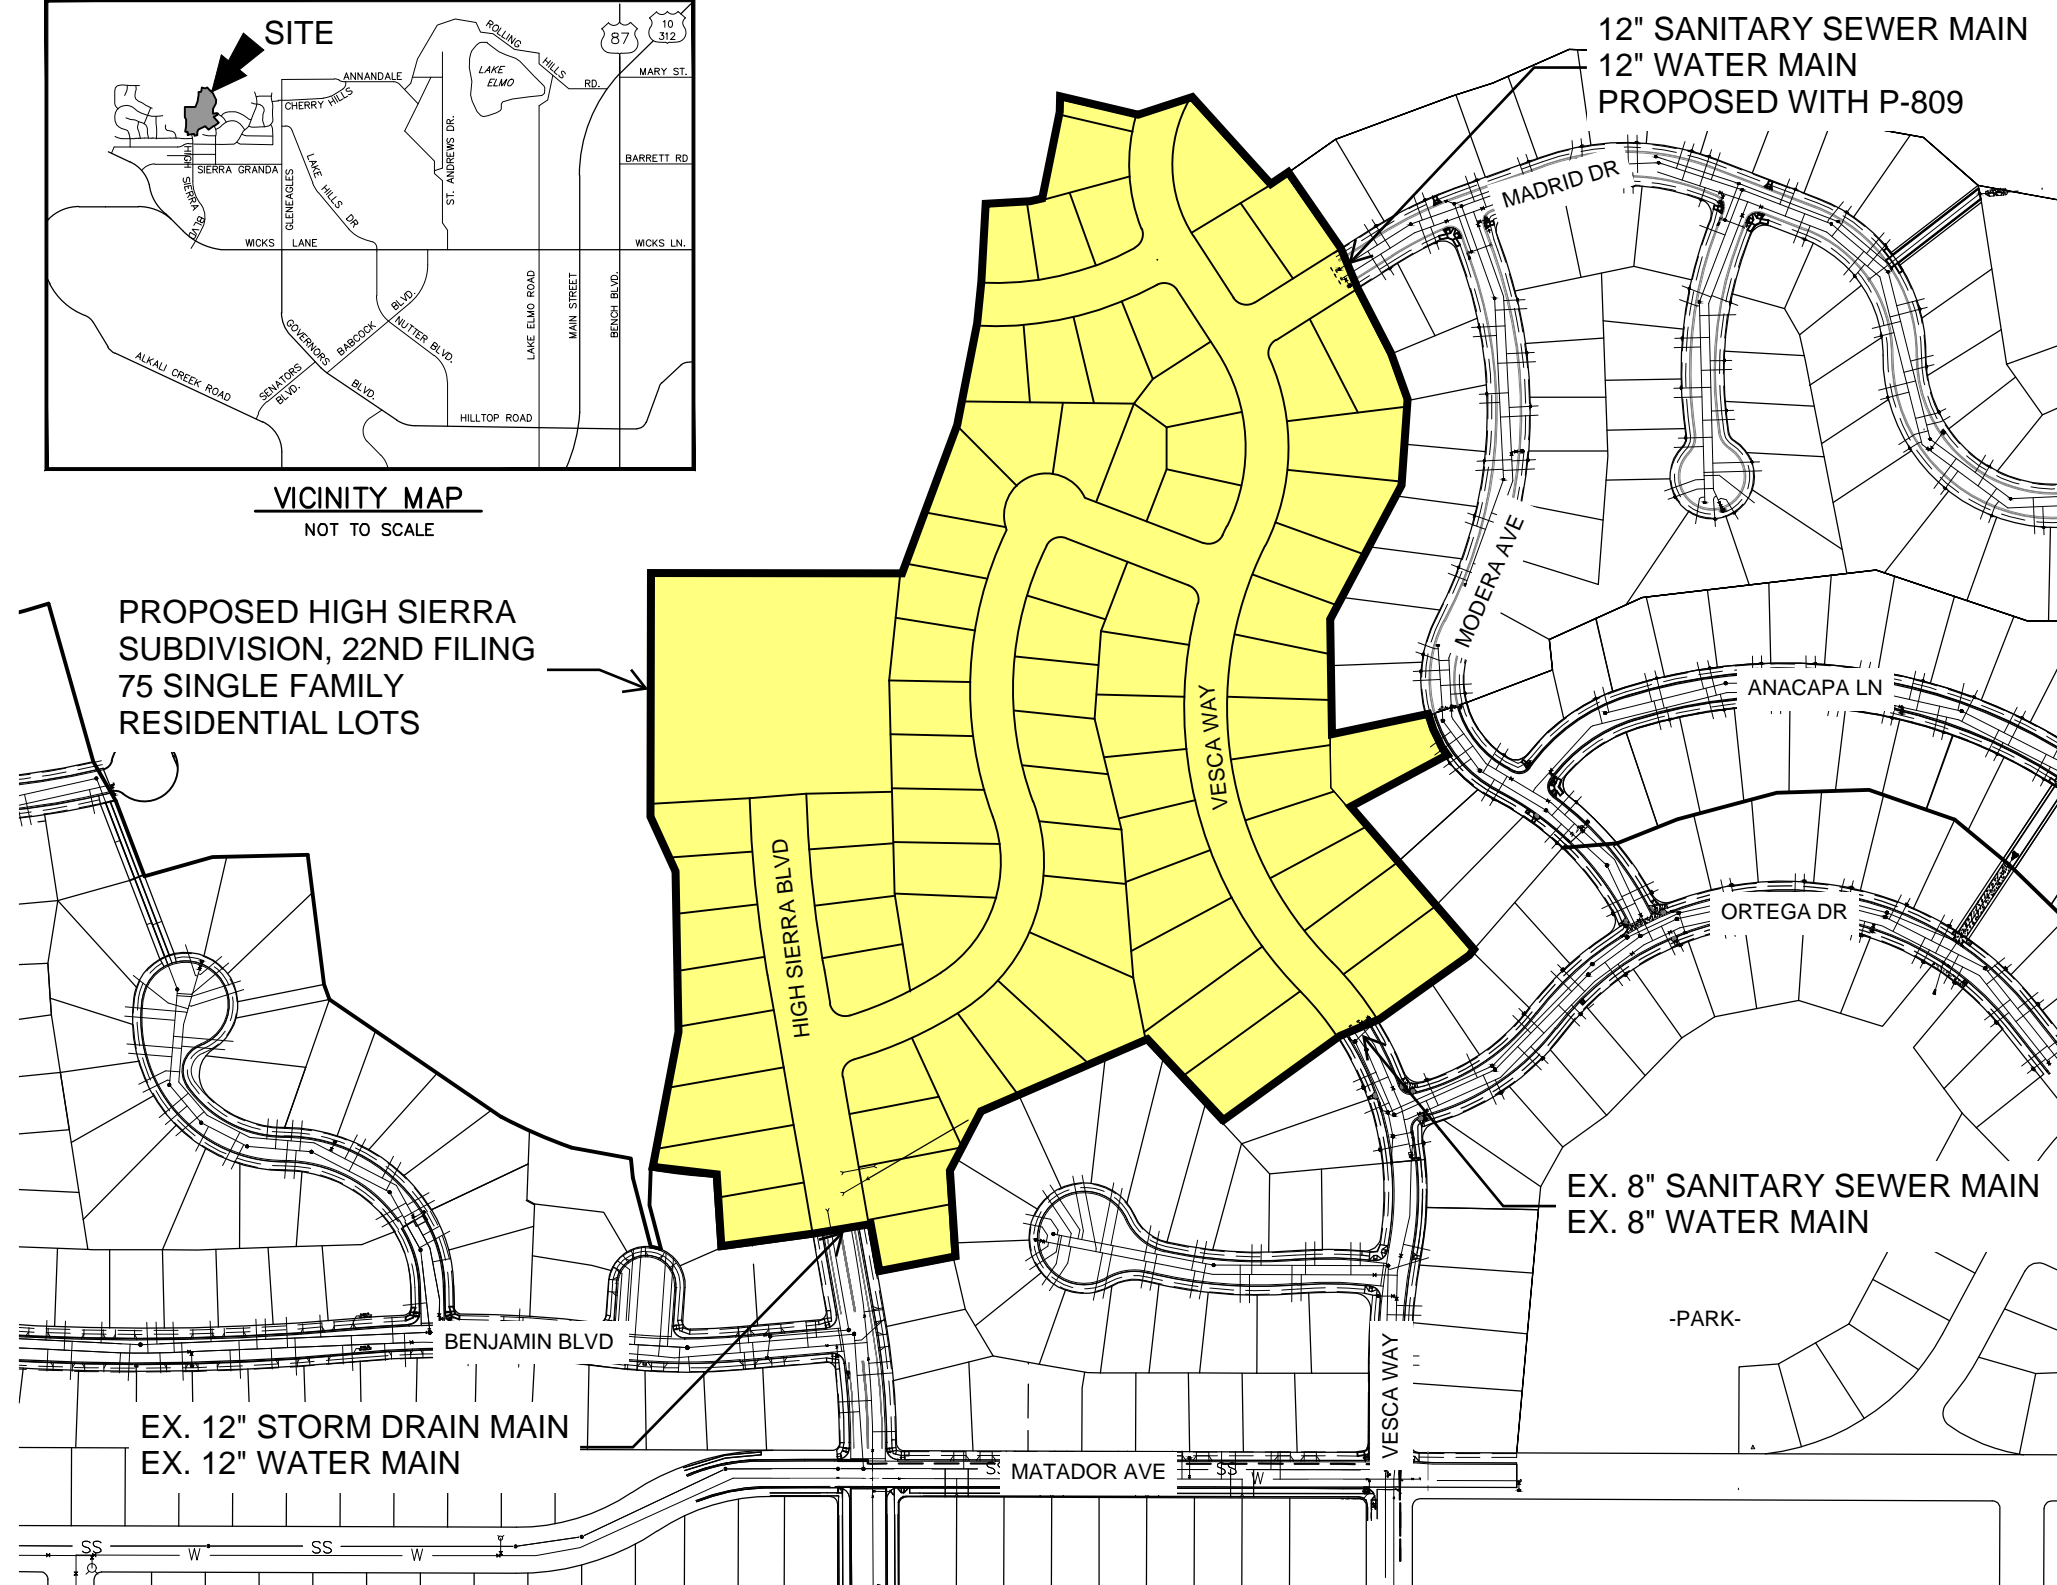 SITE
ROLLING
HILLS
RD.
87
10
312
LAKE
ELMO
MARY ST.
ANNANDALE
CHERRY HILLS
ST. ANDREWS DR.
BARRETT RD
SIERRA GRANDA
HIGH SIERRA BLVD
GLENEAGLES
LAKE HILLS DR
WICKS LANE
WICKS LN.
LAKE ELMO ROAD
MAIN STREET
BENCH BLVD.
GOVERNORS
BLVD.
BABCOCK
BLVD.
NUTTER BLVD.
SENATORS
BLVD.
ALKALI CREEK ROAD
HILLTOP ROAD
VICINITY MAP
NOT TO SCALE
12" SANITARY SEWER MAIN
12" WATER MAIN
PROPOSED WITH P-809
MADRID DR
MODERA AVE
PROPOSED HIGH SIERRA
SUBDIVISION, 22ND FILING
75 SINGLE FAMILY
RESIDENTIAL LOTS
ANACAPA LN
VESCA WAY
HIGH SIERRA BLVD
ORTEGA DR
EX. 8" SANITARY SEWER MAIN
EX. 8" WATER MAIN
-PARK-
BENJAMIN BLVD
VESCA WAY
EX. 12" STORM DRAIN MAIN
EX. 12" WATER MAIN
SS
MATADOR AVE
SS
W
SS
W
SS
W